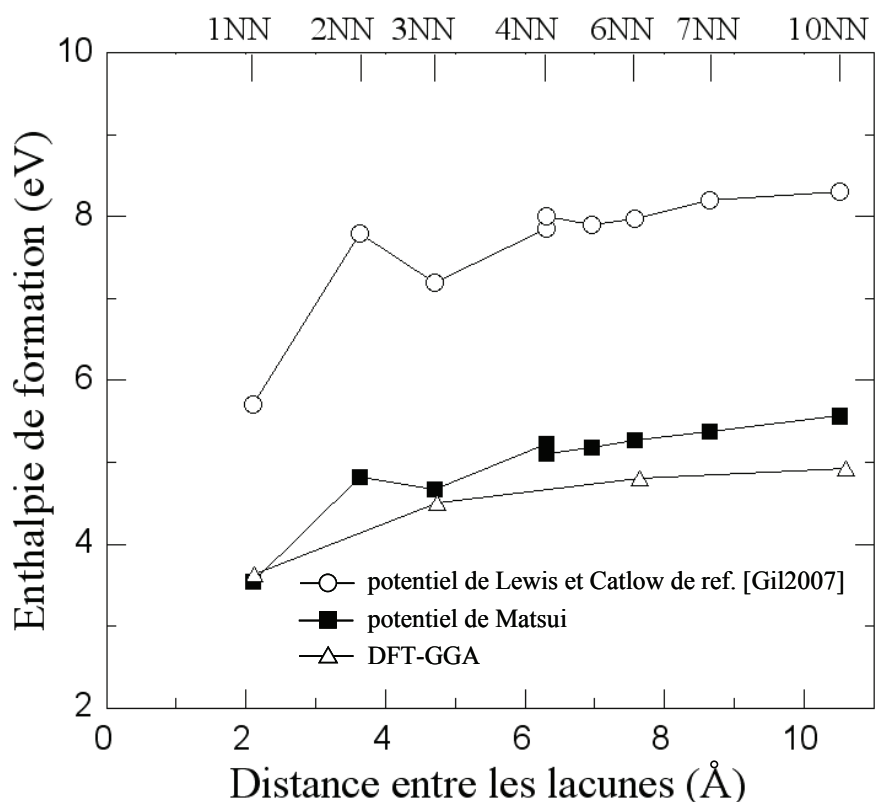 1NN 2NN 3NN 4NN 6NN 7NN 10NN
10
8
6
4
2
0 2 4 6 8 10
Enthalpie de formation (eV)
potentiel de Lewis et Catlow de ref. [Gil2007]
potentiel de Matsui
DFT-GGA
Distance entre les lacunes (Å)